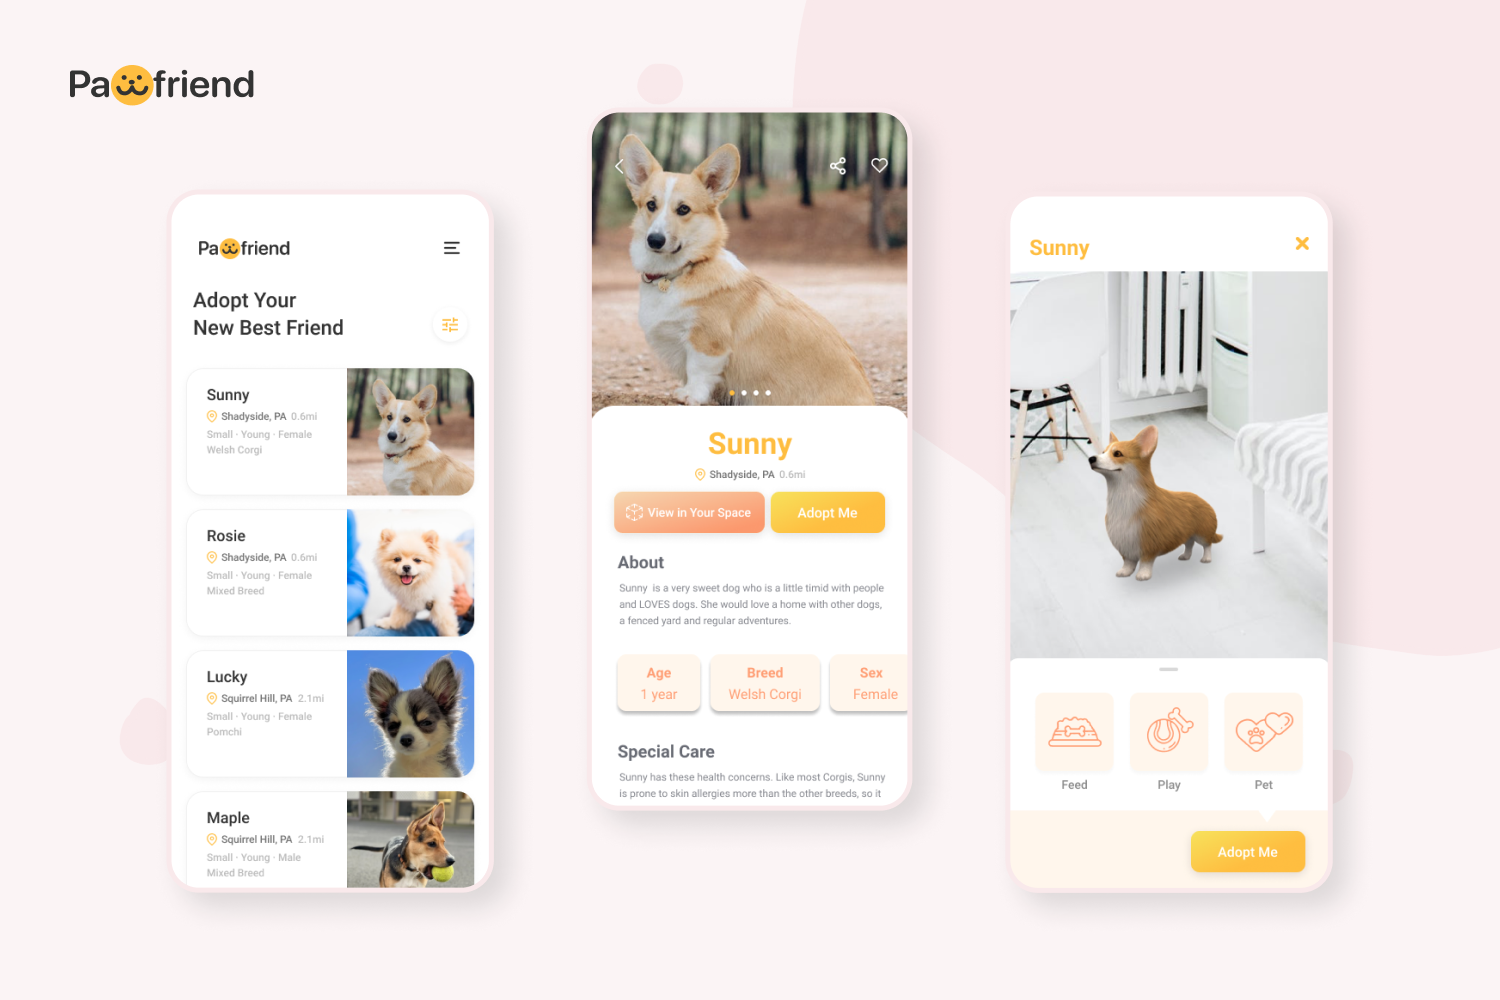 Pawfriend
Pawfriend
Adopt Your
New Best Friend
Sunny
Shadyside, PA 0.6mi
Small · Young · Female
Welsh Corgi
Rosie
Shadyside, PA 0.6mi
Small · Young · Female
Mixed Breed
Lucky
Squirrel Hill, PA 2.1mi
Small · Young · Female
Pomchi
Maple
Squirrel Hill, PA 2.1mi
Small · Young · Male
Mixed Breed
Sunny
Shadyside, PA 0.6mi
View in Your Space
Adopt Me
About
Sunny is a very sweet dog who is a little timid with people
and LOVES dogs. She would love a home with other dogs,
a fenced yard and regular adventures.
Age
1 year
Breed
Welsh Corgi
Sex
Female
Special Care
Sunny has these health concerns. Like most Corgis, Sunny
is prone to skin allergies more than the other breeds, so it
Sunny
Feed
Play
Pet
Adopt Me